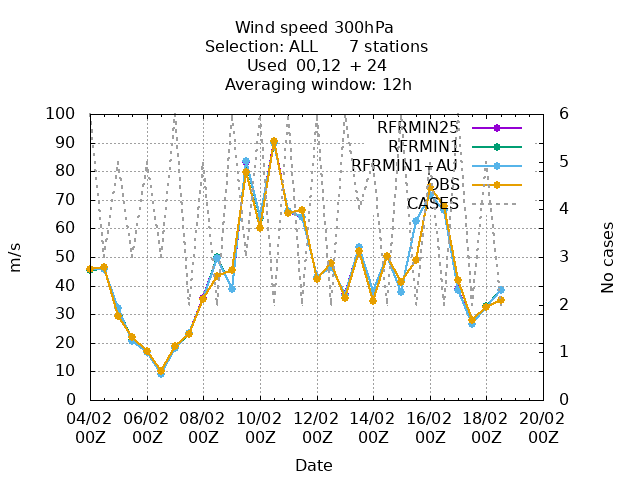 Wind speed 300hPa
Selection: ALL 7 stations
Used 00,12 + 24
Averaging window: 12h
100
90
80
70
60
50
40
30
20
10
0
m/s
6
5
4
3
2
1
0
No cases
RFRMIN25
RFRMIN1
RFRMIN1+AU
OBS
CASES
04/02 06/02 08/02 10/02 12/02 14/02 16/02 18/02 20/02
00Z 00Z 00Z 00Z 00Z 00Z 00Z 00Z 00Z
Date